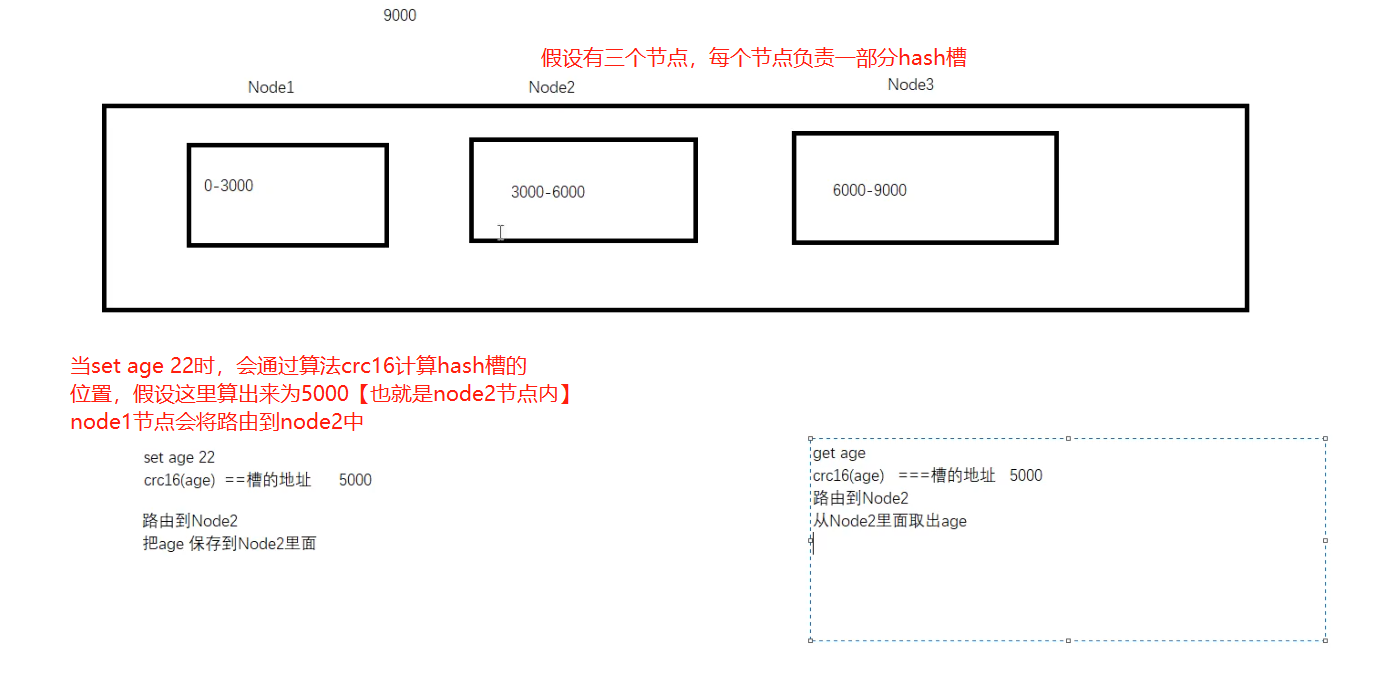 9000
假设有三个节点，每个节点负责一部分hash槽
Node1
Node2
Node3
0-3000
3000-6000
6000-9000
当set age 22时，会通过算法crc16计算hash槽的
位置，假设这里算出来为5000【也就是node2节点内】
node1节点会将路由到node2中
set age 22
crc16(age) ==槽的地址 5000
路由到Node2
把age 保存到Node2里面
get age
crc16(age) ===槽的地址 5000
路由到Node2
从Node2里面取出age